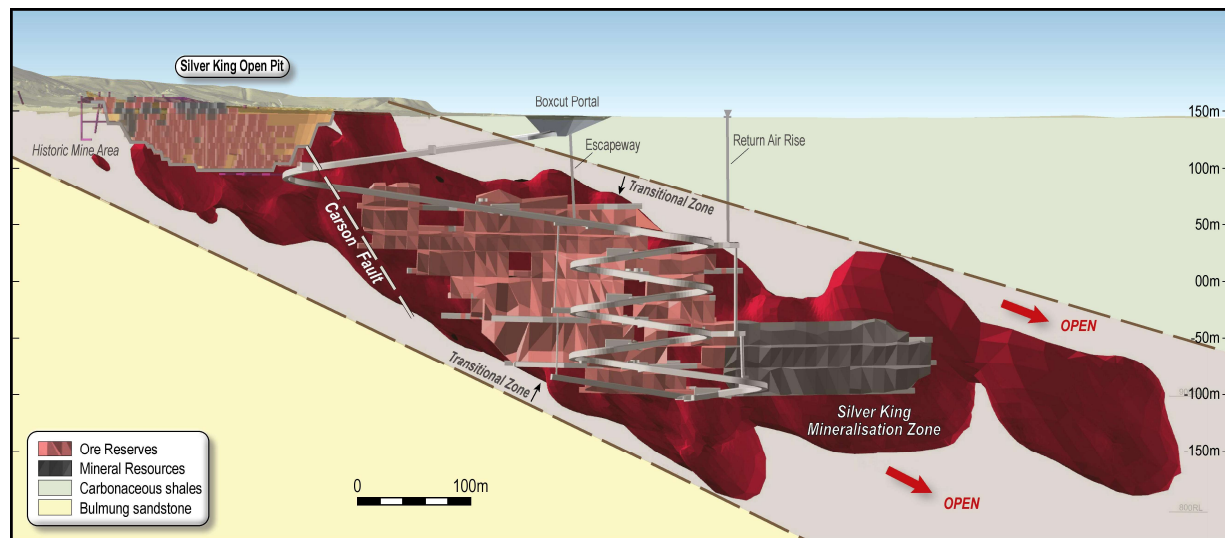 Silver King Open Pit
Boxcut Portal
Return Air Rise
Escapeway
Historic Mine Area
Carson Fault
Transitional Zone
Transitional Zone
OPEN
Silver King
Mineralisation Zone
OPEN
150m
100m
50m
00m
-50m
-100m
150m
800RL
Ore Reserves
Mineral Resources
Carbonaceous shales
Bulmung sandstone
0 100m